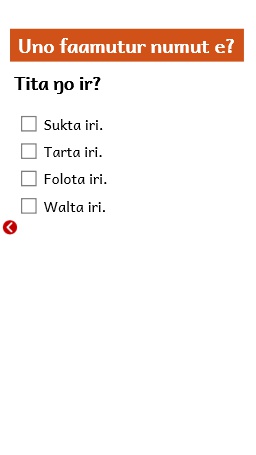 Uno faamutur numut e?
Tita ŋo ir?
Sukta iri.
Tarta iri.
Folota iri.
Walta iri.